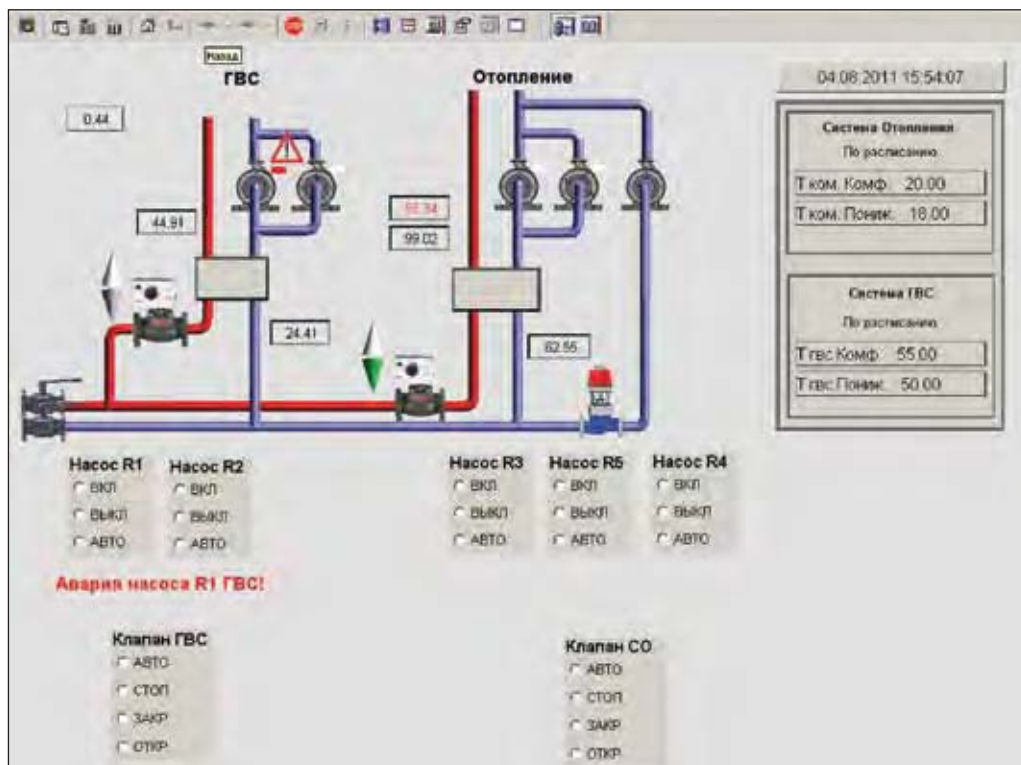 Назад
ГВС
Отопление
04.08.2011 15:54:07
0.44
Система Отопления
По расписанию
Т ком. Комф. 20.00
Т ком. Пониж. 18.00
44.91
99.02
Система ГВС
По расписанию
Т гвс.Комф. 55.00
Т гвс.Пониж. 50.00
24.41
62.55
Насос R1
ВКЛ
ВЫКЛ
АВТО
Насос R2
ВКЛ
ВЫКЛ
АВТО
Насос R3
ВКЛ
ВЫКЛ
АВТО
Насос R5
ВКЛ
ВЫКЛ
АВТО
Насос R4
ВКЛ
ВЫКЛ
АВТО
Авария насоса R1 ГВС!
Клапан ГВС
АВТО
СТОП
ЗАКР
ОТКР
Клапан СО
АВТО
СТОП
ЗАКР
ОТКР